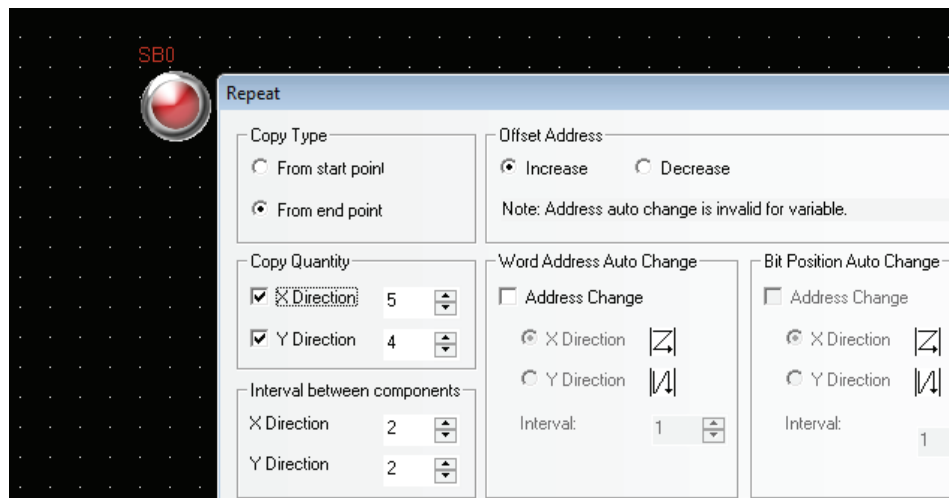 SB0
Repeat
Copy Type
From start point
From end point
Offset Address
Increase
Decrease
Note: Address auto change is invalid for variable.
Copy Quantity
X Direction 5
Y Direction 4
Interval between components
X Direction 2
Y Direction 2
Word Address Auto Change
Address Change
X Direction
Y Direction
Interval: 1
Bit Position Auto Change
Address Change
X Direction
Y Direction
Interval: 1